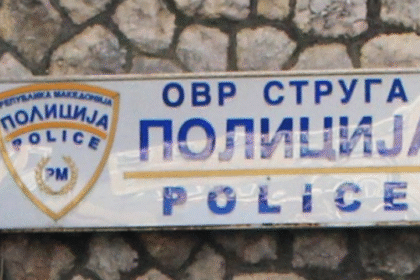 РЕПУБЛИКА МАКЕДОНИЈА
ПОЛИЦИЈА
POLICE
РМ
ОВР СТРУГА
ПОЛИЦИЈА
POLICE